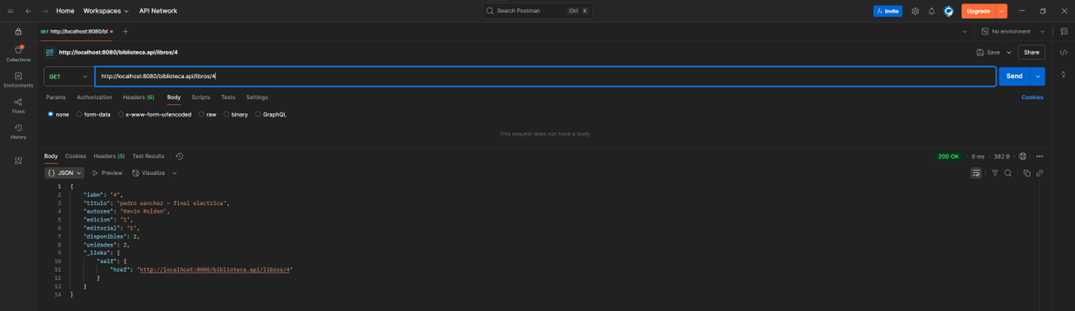 Home Workspaces API Network Search Postman Ctrl K Invite Upgrade
GET http://localhost:8080/bi No environment
http://localhost:8080/biblioteca.api/libros/4 Save Share
GET http://localhost:8080/biblioteca.api/libros/4 Send
Collections
Environments
Flows
History
Params Authorization Headers (6) Body Scripts Tests Settings Cookies
none form-data x-www-form-urlencoded raw binary GraphQL
This request does not have a body
Body Cookies Headers (5) Test Results 200 OK 6 ms 382 B
{} JSON Preview Visualize
1 {
2 "isbn": "4",
3 "titulo": "pedro sanchez - final electrica",
4 "autores": "Kevin Roldan",
5 "edicion": "1",
6 "editorial": "1",
7 "disponibles": 2,
8 "unidades": 2,
9 "_links": {
10 "self": {
11 "href": "http://localhost:8080/biblioteca.api/libros/4"
12 }
13 }
14 }